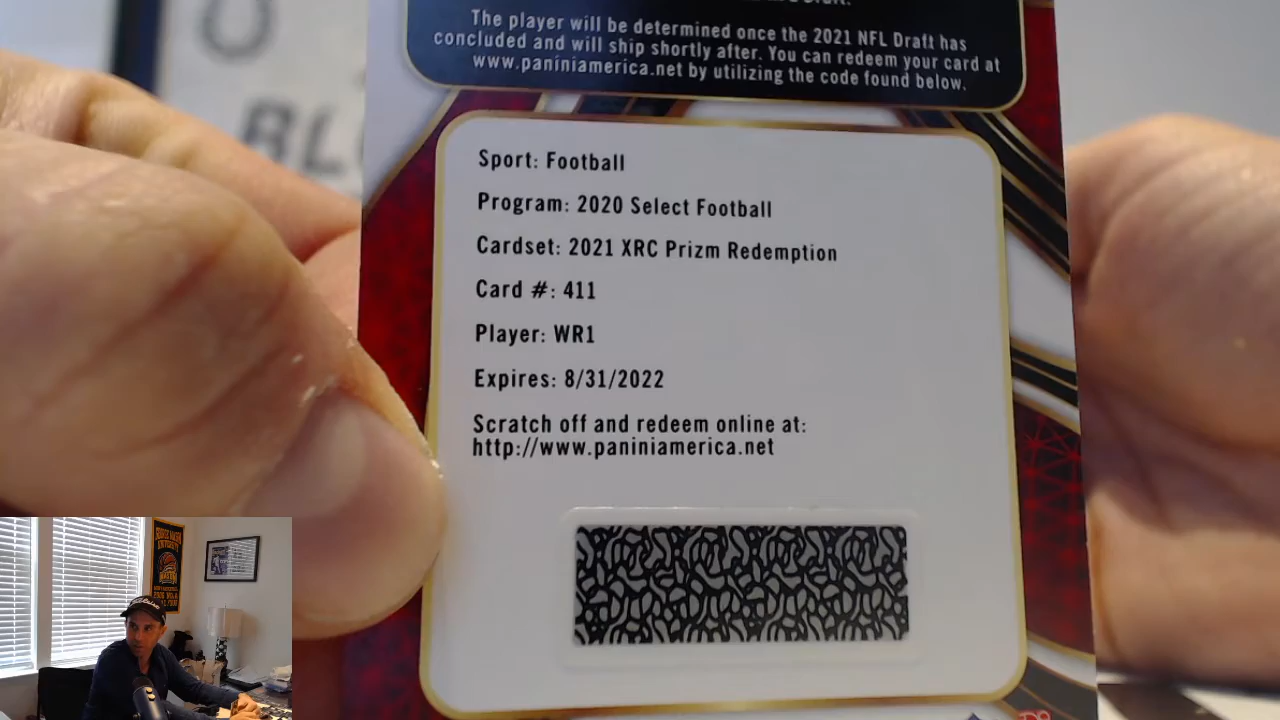 The player will be determined once the 2021 NFL Draft has
concluded and will ship shortly after. You can redeem your card at
www.paniniamerica.net by utilizing the code found below.
Sport: Football
Program: 2020 Select Football
Cardset: 2021 XRC Prizm Redemption
Card #: 411
Player: WR1
Expires: 8/31/2022
Scratch off and redeem online at:
http://www.paniniamerica.net